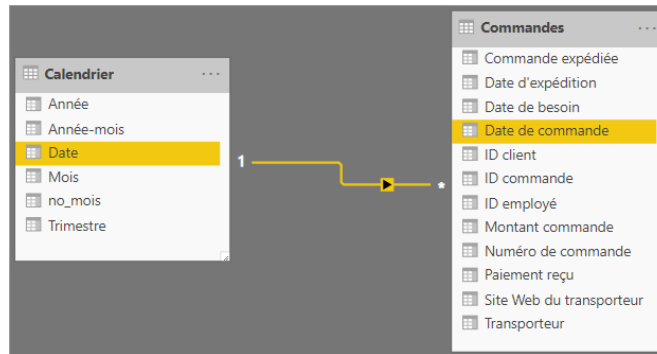 Calendrier
Année
Année-mois
Date
Mois
no_mois
Trimestre
1
*
Commandes
Commande expédiée
Date d'expédition
Date de besoin
Date de commande
ID client
ID commande
ID employé
Montant commande
Numéro de commande
Paiement reçu
Site Web du transporteur
Transporteur